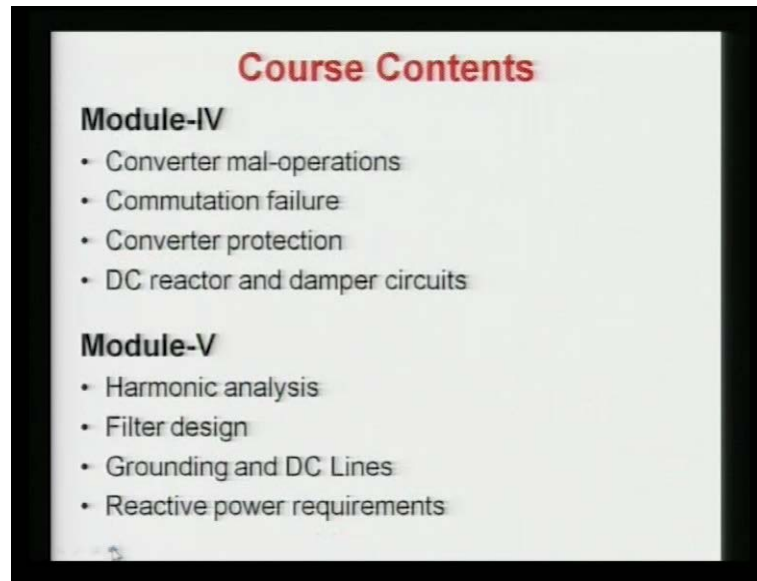 Course Contents
Module-IV
• Converter mal-operations
• Commutation failure
• Converter protection
• DC reactor and damper circuits
Module-V
• Harmonic analysis
• Filter design
• Grounding and DC Lines
• Reactive power requirements